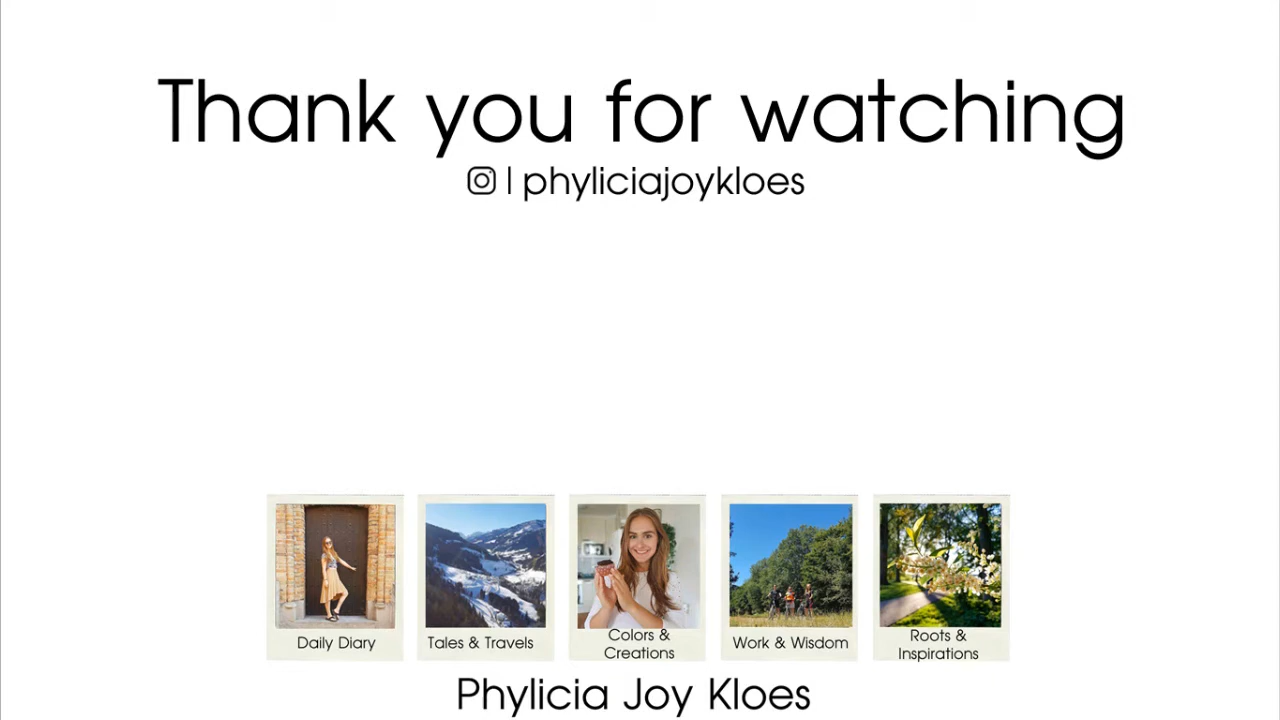 Thank you for watching
| phyliciajoykloes
Daily Diary
Tales & Travels
Colors &
Creations
Work & Wisdom
Roots &
Inspirations
Phylicia Joy Kloes